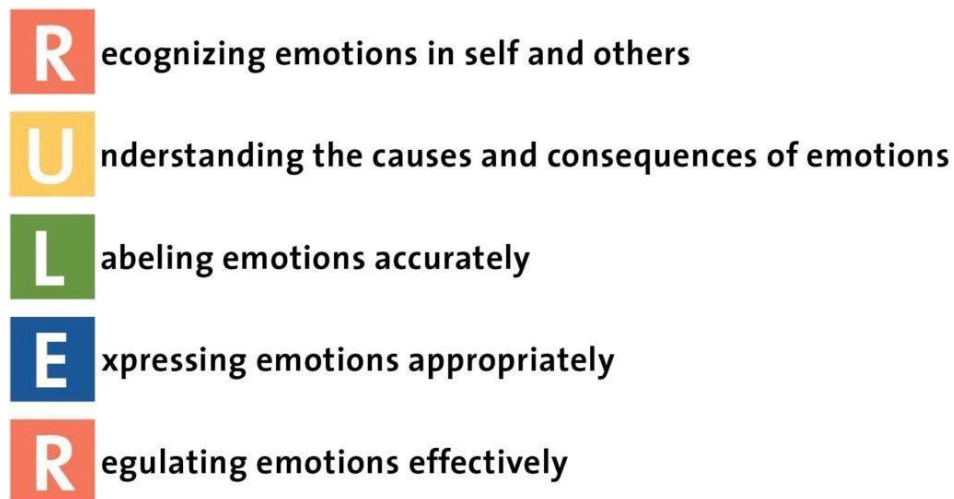 Recognizing emotions in self and others
Understanding the causes and consequences of emotions
Labeling emotions accurately
Expressing emotions appropriately
Regulating emotions effectively